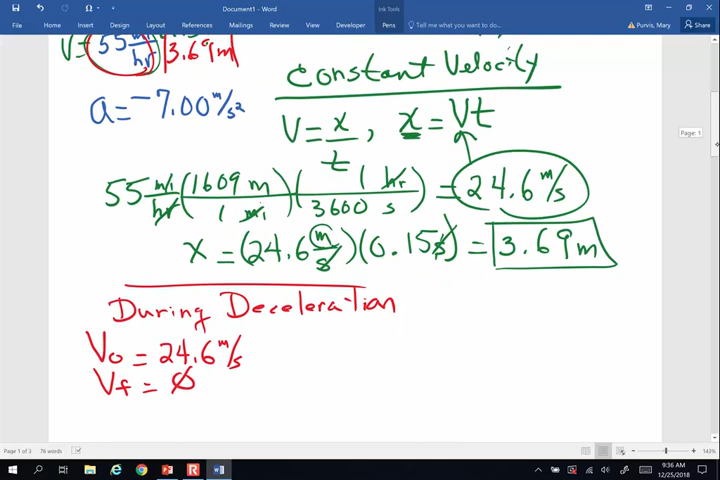 Document1 - Word
Ink Tools
Purvis, Mary
File Home Insert Design Layout References Mailings Review View Developer Pens Tell me what you want to do... Share
V = 55 mi/hr 3.69m
a = -7.00 m/s²
Constant Velocity
V = x/t, x = Vt
55 mi/hr (1609 m / 1 mi) (1 hr / 3600 s) = 24.6 m/s
x = (24.6 m/s)(0.15 s) = 3.69 m
During Deceleration
Vo = 24.6 m/s
Vf = 0
Page: 1
Page 1 of 3 76 words 143%
9:36 AM
12/25/2018